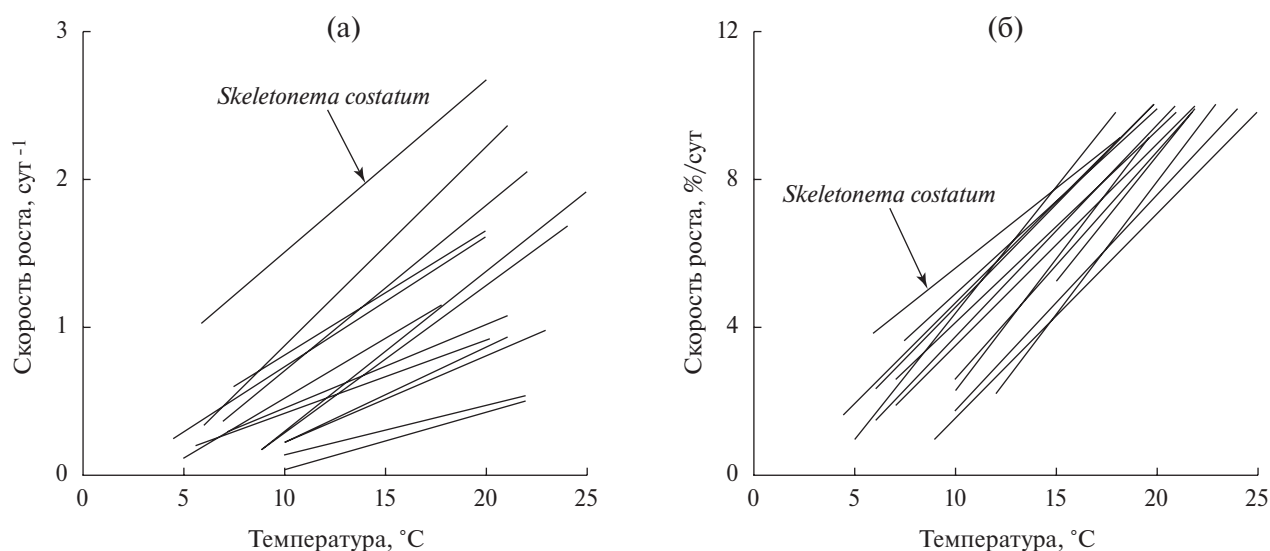 (а)
3
2
1
0
Скорость роста, сут-1
Skeletonema costatum
0 5 10 15 20 25
Температура, °C
(б)
12
8
4
0
Скорость роста, %/сут
Skeletonema costatum
0 5 10 15 20 25
Температура, °C